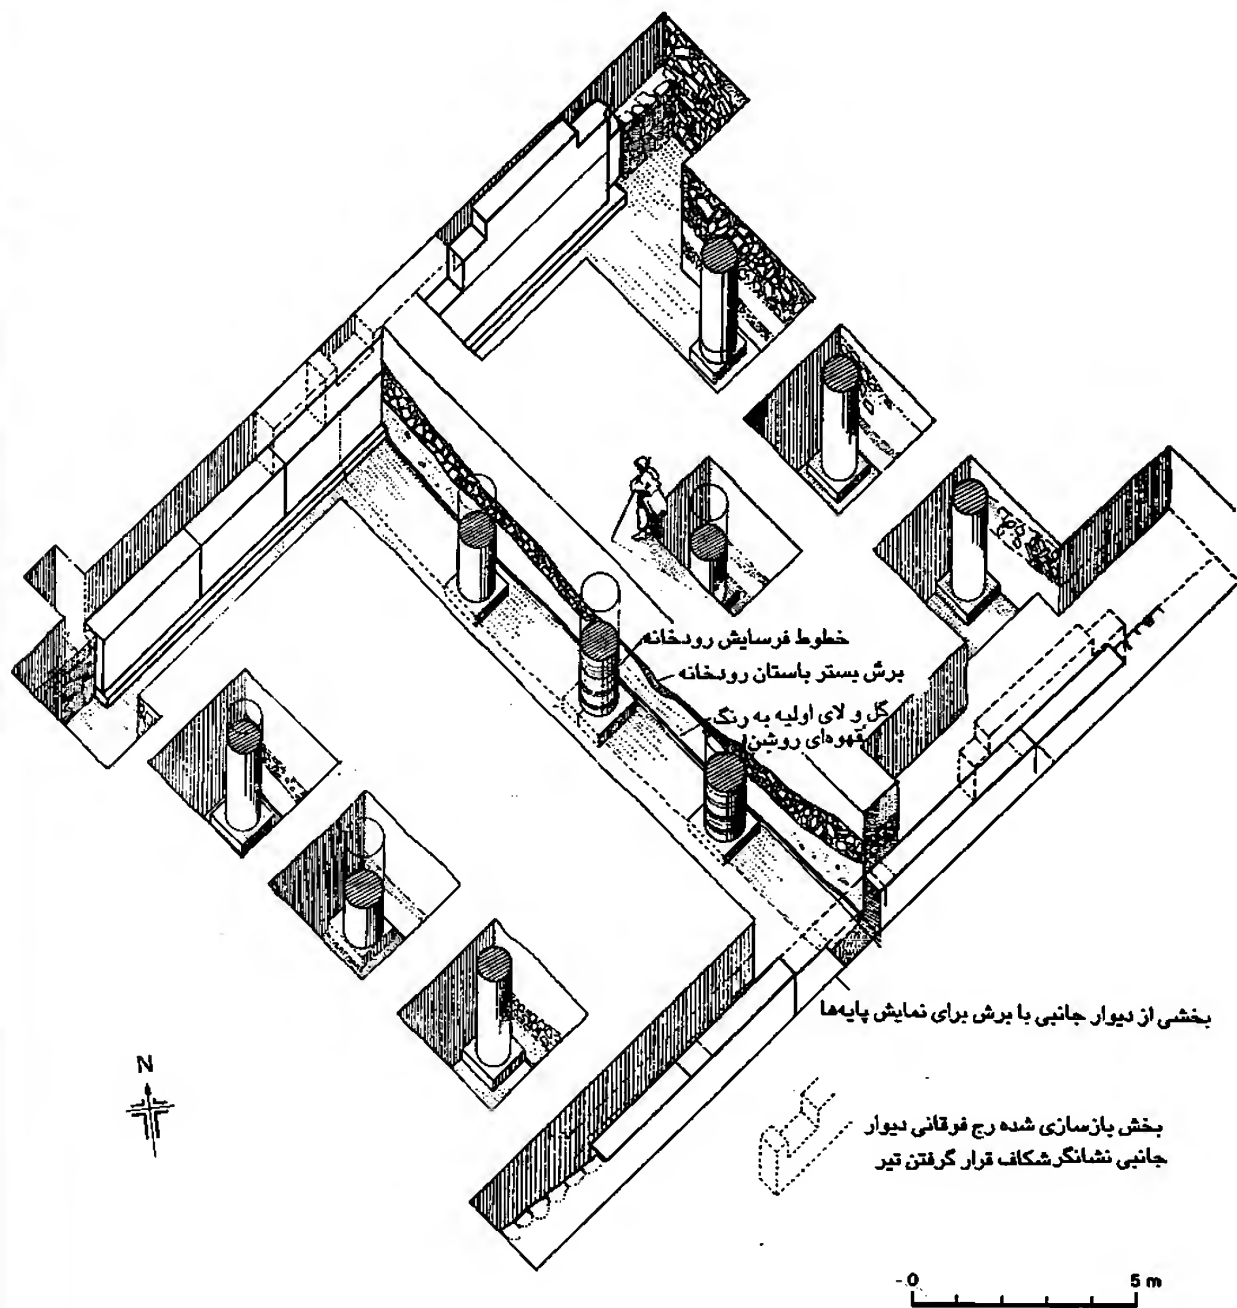 خطوط فرسایش رودخانه
برش بستر باستان رودخانه
گل و لای اولیه به رنگ
قهوه‌ای روشن
بخشی از دیوار جانبی با برش برای نمایش پایه‌ها
N
بخش بازسازی شده رج فوقانی دیوار
جانبی نشانگر شکاف قرار گرفتن تیر
0 5 m